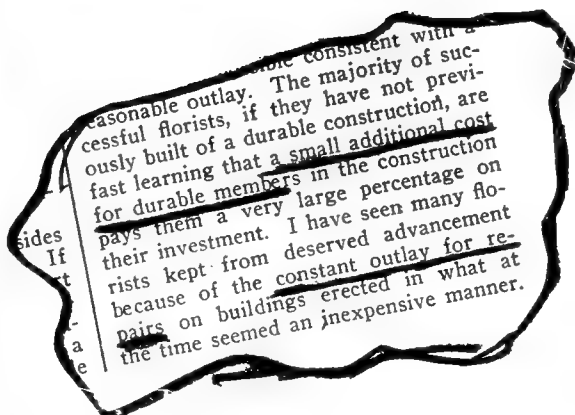 consistent with a
easonable outlay. The majority of suc-
cessful florists, if they have not previ-
ously built of a durable construction, are
fast learning that a small additional cost
for durable members in the construction
pays them a very large percentage on
their investment. I have seen many flo-
rists kept from deserved advancement
because of the constant outlay for re-
pairs on buildings erected in what at
the time seemed an inexpensive manner.
sides
If
a
e